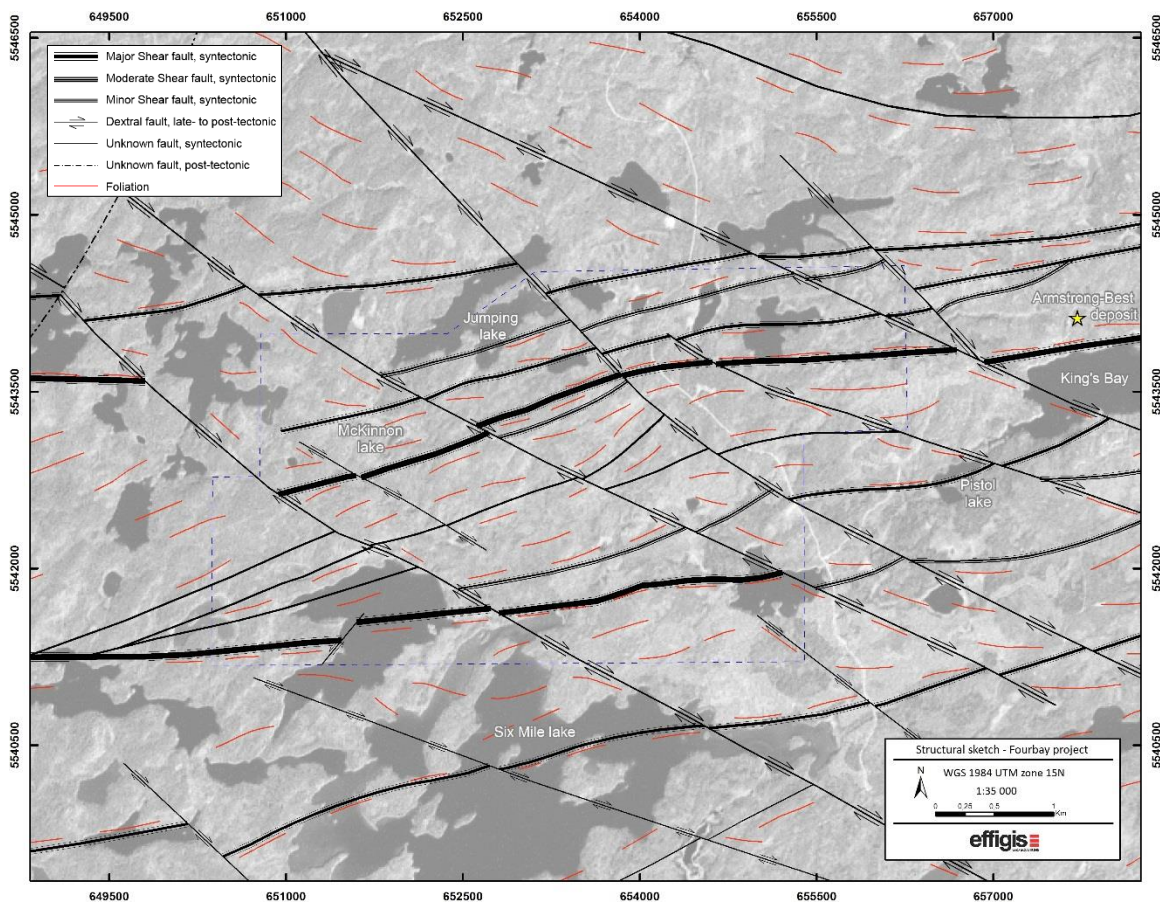 649500 651000 652500 654000 655500 657000
5546500 5546500
Major Shear fault, syntectonic
Moderate Shear fault, syntectonic
Minor Shear fault, syntectonic
Dextral fault, late- to post-tectonic
Unknown fault, syntectonic
Unknown fault, post-tectonic
Foliation
5545000 5545000
Armstrong-Best
deposit
Jumping
lake
King's Bay
5543500 5543500
McKinnon
lake
Pistol
lake
5542000 5542000
Six Mile lake
5540500 5540500
Structural sketch - Fourbay project
N
WGS 1984 UTM zone 15N
1:35 000
0 0,25 0,5 1
Km
effigis
649500 651000 652500 654000 655500 657000